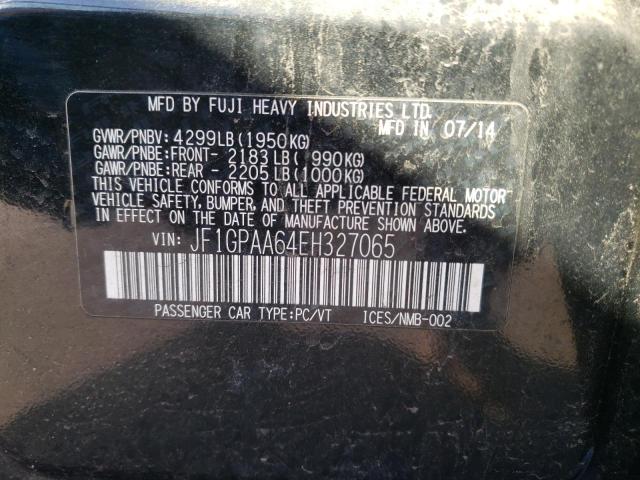 MFD BY FUJI HEAVY INDUSTRIES LTD.
MFD IN 07/14
GVWR/PNBV: 4299LB(1950KG)
GAWR/PNBE:FRONT- 2183LB( 990KG)
GAWR/PNBE:REAR - 2205LB(1000KG)
THIS VEHICLE CONFORMS TO ALL APPLICABLE FEDERAL MOTOR
VEHICLE SAFETY, BUMPER, AND THEFT PREVENTION STANDARDS
IN EFFECT ON THE DATE OF MANUFACTURE SHOWN ABOVE.
VIN: JF1GPAA64EH327065
PASSENGER CAR TYPE:PC/VT ICES/NMB-002